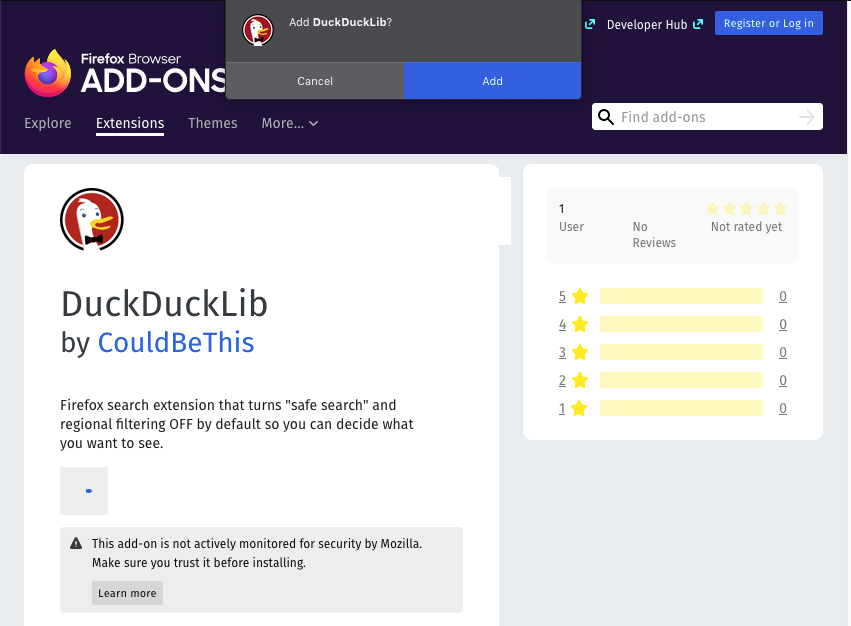 Add DuckDuckLib?
Cancel
Add
Developer Hub
Register or Log in
Firefox Browser
ADD-ONS
Explore
Extensions
Themes
More...
Find add-ons
DuckDuckLib
by CouldBeThis
Firefox search extension that turns "safe search" and
regional filtering OFF by default so you can decide what
you want to see.
This add-on is not actively monitored for security by Mozilla.
Make sure you trust it before installing.
Learn more
1
User
No
Reviews
Not rated yet
5 0
4 0
3 0
2 0
1 0